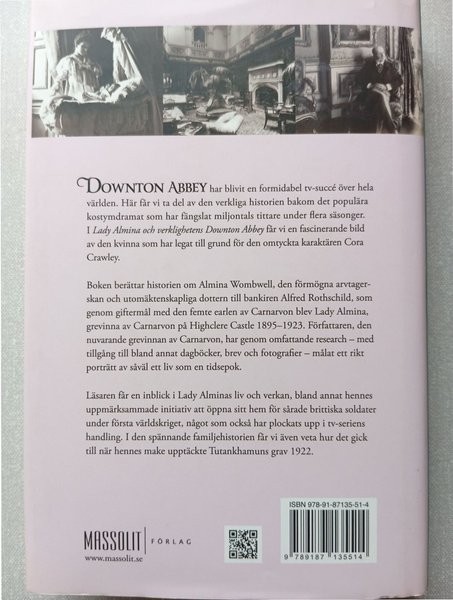 DOWNTON ABBEY har blivit en formidabel tv-succé över hela
världen. Här får vi ta del av den verkliga historien bakom det populära
kostymdramat som har fängslat miljontals tittare under flera säsonger.
I Lady Almina och verklighetens Downton Abbey får vi en fascinerande bild
av den kvinna som har legat till grund för den omtyckta karaktären Cora
Crawley.
Boken berättar historien om Almina Wombwell, den förmögna arvtager-
skan och utomäktenskapliga dottern till bankiren Alfred Rothschild, som
genom giftermål med den femte earlen av Carnarvon blev Lady Almina,
grevinna av Carnarvon på Highclere Castle 1895–1923. Författaren, den
nuvarande grevinnan av Carnarvon, har genom omfattande research – med
tillgång till bland annat dagböcker, brev och fotografier – målat ett rikt
porträtt av såväl ett liv som en tidsepok.
Läsaren får en inblick i Lady Alminas liv och verkan, bland annat hennes
uppmärksammade initiativ att öppna sitt hem för sårade brittiska soldater
under första världskriget, något som också har plockats upp i tv-seriens
handling. I den spännande familjehistorien får vi även veta hur det gick
till när hennes make upptäckte Tutankhamuns grav 1922.
ISBN 978-91-87135-51-4
MASSOLIT FÖRLAG
www.massolit.se
9 789187 135514